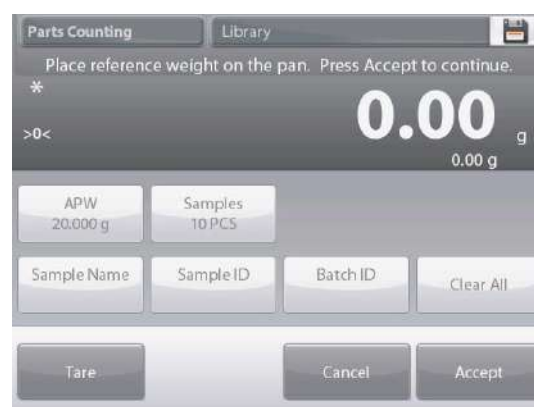 Parts Counting
Library
Place reference weight on the pan. Press Accept to continue.
*
>0<
0.00 g
0.00 g
APW
20.000 g
Samples
10 PCS
Sample Name
Sample ID
Batch ID
Clear All
Tare
Cancel
Accept